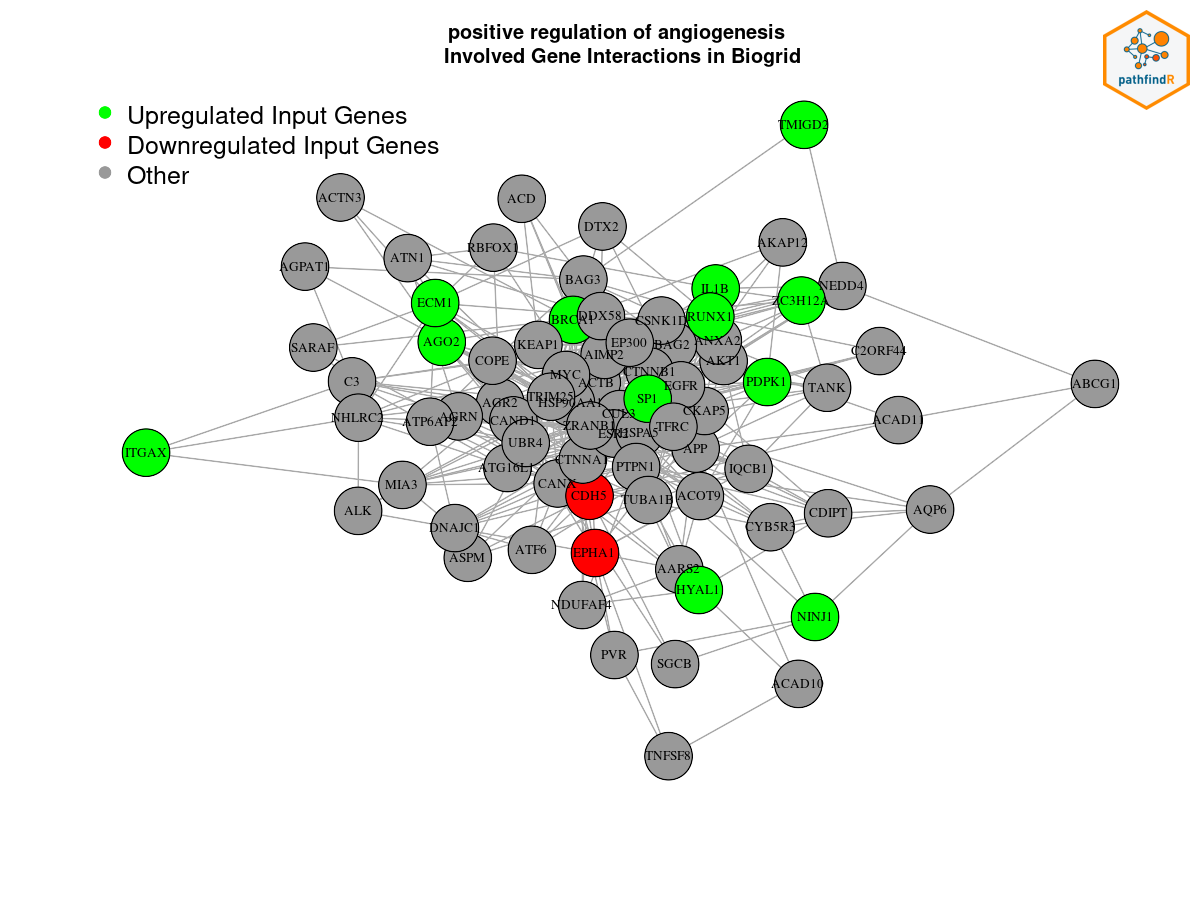 positive regulation of angiogenesis
Involved Gene Interactions in Biogrid
pathfindR
Upregulated Input Genes
Downregulated Input Genes
Other
TMIGD2
ACTN3
ACD
DTX2
AKAP12
RBFOX1
ATN1
AGPAT1
BAG3
NEDD4
IL1B
ZC3H12A
ECM1
RUNX1
BRCA1
DDX58
CSNK1D
AGO2
SARAF
KEAP1
EP300
BAG2
ANXA2
C2ORF44
AIMP2
COPE
AKT1
MYC
CTNNB1
C3
ACTB
EGFR
PDPK1
TANK
ABCG1
TRIM25
HSP90AA1
SP1
AGR2
NHLRC2
AGRN
ATP6AP2
CAND1
CUL3
CKAP5
ACAD11
ZRANB1
ESR2
HSPA5
TFRC
UBR4
APP
ITGAX
CTNNA1
PTPN1
ATG16L1
IQCB1
MIA3
CANX
CDH5
TUBA1B
ACOT9
ALK
AQP6
CDIPT
DNAJC1
CYB5R3
ATF6
EPHA1
ASPM
AARS2
HYAL1
NDUFAF4
NINJ1
PVR
SGCB
ACAD10
TNFSF8